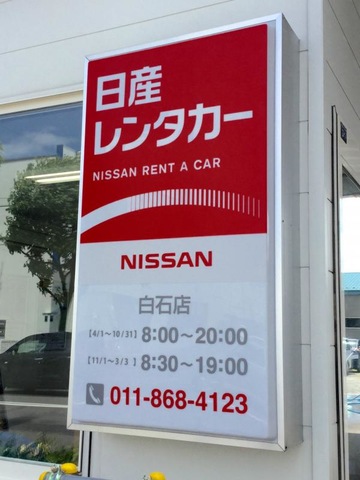 日産
レンタカー
NISSAN RENT A CAR
NISSAN
白石店
【4/1〜10/31】8:00〜20:00
【11/1〜3/3 】8:30〜19:00
011-868-4123